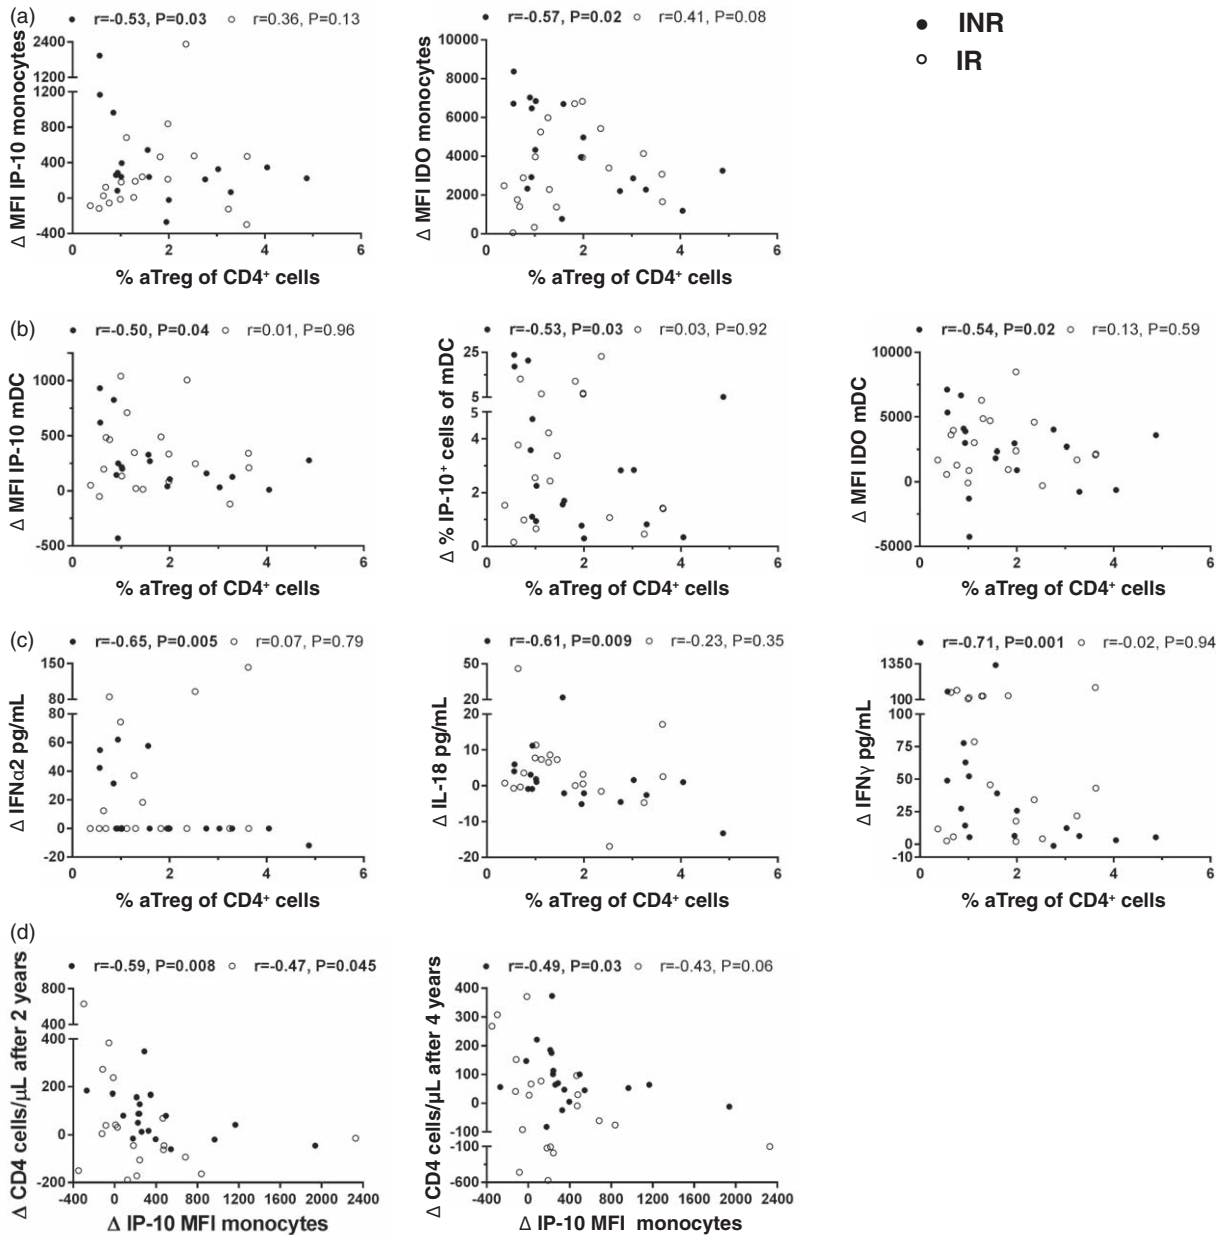 (a)
r=-0.53, P=0.03 r=0.36, P=0.13
Δ MFI IP-10 monocytes
2400
1200
1200
800
400
0
-400
0 2 4 6
% aTreg of CD4+ cells
r=-0.57, P=0.02 r=0.41, P=0.08
Δ MFI IDO monocytes
10000
8000
6000
4000
2000
0
0 2 4 6
% aTreg of CD4+ cells
INR
IR
(b)
r=-0.50, P=0.04 r=0.01, P=0.96
Δ MFI IP-10 mDC
1000
500
0
-500
0 2 4 6
% aTreg of CD4+ cells
r=-0.53, P=0.03 r=0.03, P=0.92
Δ % IP-10+ cells of mDC
25
5
5
4
2
0
0 2 4 6
% aTreg of CD4+ cells
r=-0.54, P=0.02 r=0.13, P=0.59
Δ MFI IDO mDC
10000
5000
0
-5000
0 2 4 6
% aTreg of CD4+ cells
(c)
r=-0.65, P=0.005 r=0.07, P=0.79
Δ IFNα2 pg/mL
150
80
80
60
40
20
0
-20
0 2 4 6
% aTreg of CD4+ cells
r=-0.61, P=0.009 r=-0.23, P=0.35
Δ IL-18 pg/mL
50
20
20
10
0
-10
-20
0 2 4 6
% aTreg of CD4+ cells
r=-0.71, P=0.001 r=-0.02, P=0.94
Δ IFNγ pg/mL
1350
100
100
75
50
25
0
-10
0 2 4 6
% aTreg of CD4+ cells
(d)
r=-0.59, P=0.008 r=-0.47, P=0.045
Δ CD4 cells/µL after 2 years
800
400
400
200
0
-200
-400 0 400 800 1200 1600 2000 2400
Δ IP-10 MFI monocytes
r=-0.49, P=0.03 r=-0.43, P=0.06
Δ CD4 cells/µL after 4 years
400
300
200
100
0
-100
-100
-600
-400 0 400 800 1200 1600 2000 2400
Δ IP-10 MFI monocytes